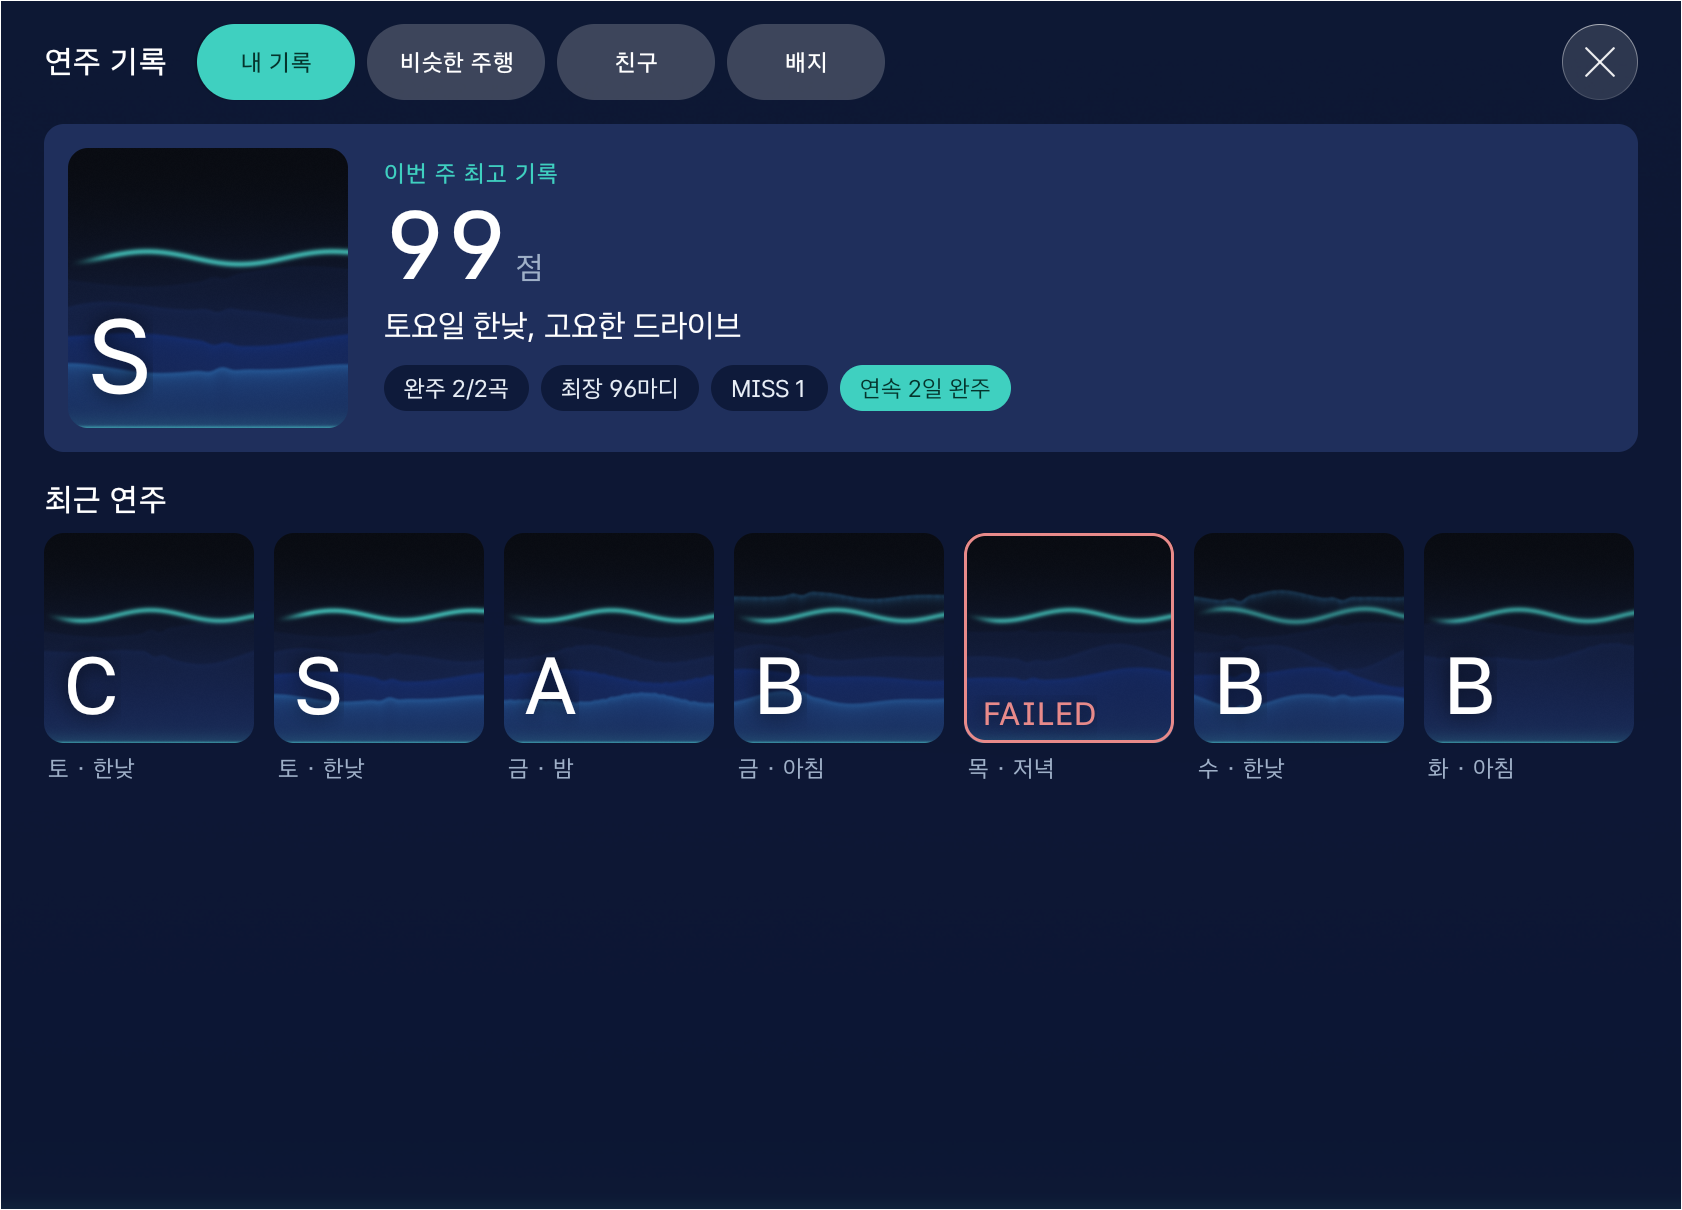 연주 기록
내 기록
비슷한 주행
친구
배지
S
이번 주 최고 기록
99 점
토요일 한낮, 고요한 드라이브
완주 2/2곡
최장 96마디
MISS 1
연속 2일 완주
최근 연주
C
S
A
B
FAILED
B
B
토 · 한낮
토 · 한낮
금 · 밤
금 · 아침
목 · 저녁
수 · 한낮
화 · 아침